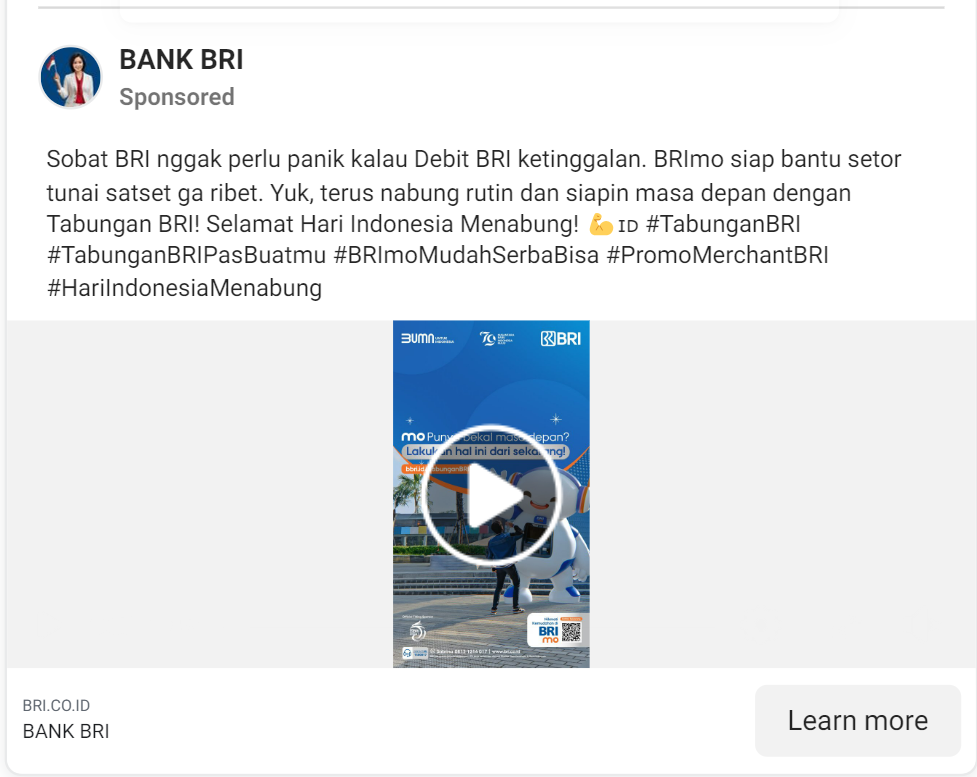 BANK BRI
Sponsored
Sobat BRI nggak perlu panik kalau Debit BRI ketinggalan. BRImo siap bantu setor
tunai satset ga ribet. Yuk, terus nabung rutin dan siapin masa depan dengan
Tabungan BRI! Selamat Hari Indonesia Menabung! 💪 ID #TabunganBRI
#TabunganBRIPasBuatmu #BRImoMudahSerbaBisa #PromoMerchantBRI
#HariIndonesiaMenabung
BUMN UNTUK INDONESIA
79
BRI
mo Punya bekal masa depan?
Lakukan hal ini dari sekarang!
BRI
mo
BRI.CO.ID
BANK BRI
Learn more